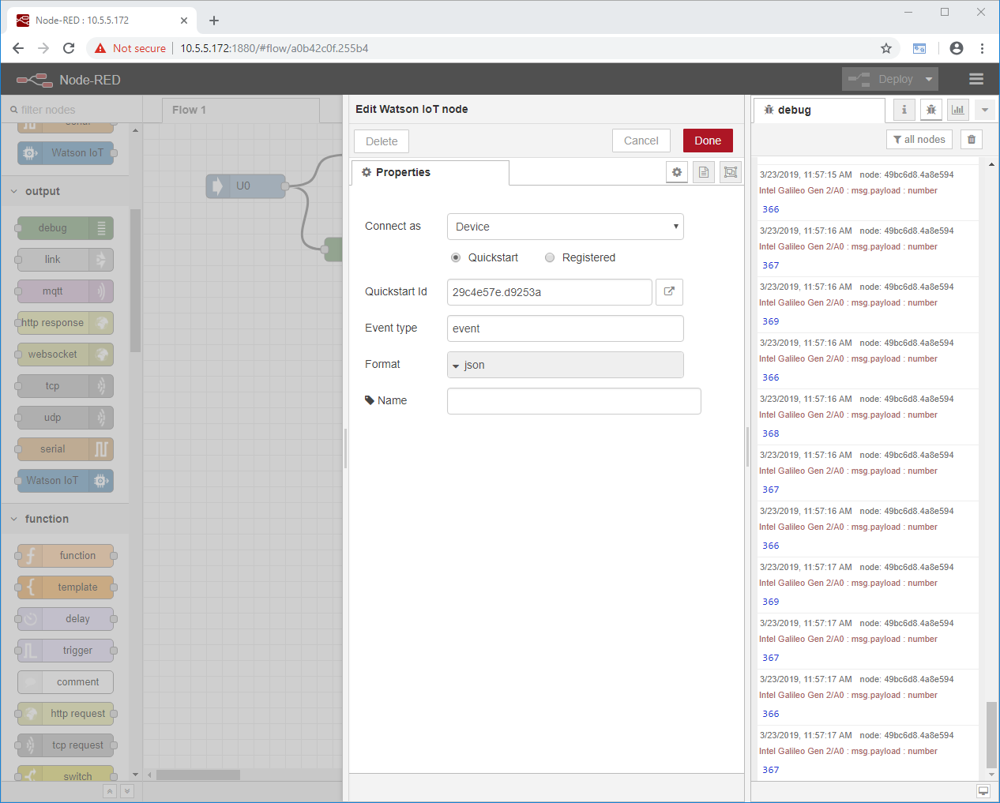 Node-RED : 10.5.5.172
Not secure
10.5.5.172:1880/#flow/a0b42c0f.255b4
Node-RED
Deploy
filter nodes
serial
Watson IoT
output
debug
link
mqtt
http response
websocket
tcp
udp
serial
Watson IoT
function
function
template
delay
trigger
comment
http request
tcp request
switch
Flow 1
U0
Edit Watson IoT node
Delete
Cancel
Done
Properties
Connect as
Device
Quickstart
Registered
Quickstart Id
29c4e57e.d9253a
Event type
event
Format
json
Name
debug
i
all nodes
3/23/2019, 11:57:15 AM node: 49bc6d8.4a8e594
Intel Galileo Gen 2/A0 : msg.payload : number
366
3/23/2019, 11:57:16 AM node: 49bc6d8.4a8e594
Intel Galileo Gen 2/A0 : msg.payload : number
367
3/23/2019, 11:57:16 AM node: 49bc6d8.4a8e594
Intel Galileo Gen 2/A0 : msg.payload : number
369
3/23/2019, 11:57:16 AM node: 49bc6d8.4a8e594
Intel Galileo Gen 2/A0 : msg.payload : number
366
3/23/2019, 11:57:16 AM node: 49bc6d8.4a8e594
Intel Galileo Gen 2/A0 : msg.payload : number
368
3/23/2019, 11:57:16 AM node: 49bc6d8.4a8e594
Intel Galileo Gen 2/A0 : msg.payload : number
367
3/23/2019, 11:57:16 AM node: 49bc6d8.4a8e594
Intel Galileo Gen 2/A0 : msg.payload : number
366
3/23/2019, 11:57:17 AM node: 49bc6d8.4a8e594
Intel Galileo Gen 2/A0 : msg.payload : number
369
3/23/2019, 11:57:17 AM node: 49bc6d8.4a8e594
Intel Galileo Gen 2/A0 : msg.payload : number
367
3/23/2019, 11:57:17 AM node: 49bc6d8.4a8e594
Intel Galileo Gen 2/A0 : msg.payload : number
366
3/23/2019, 11:57:17 AM node: 49bc6d8.4a8e594
Intel Galileo Gen 2/A0 : msg.payload : number
367